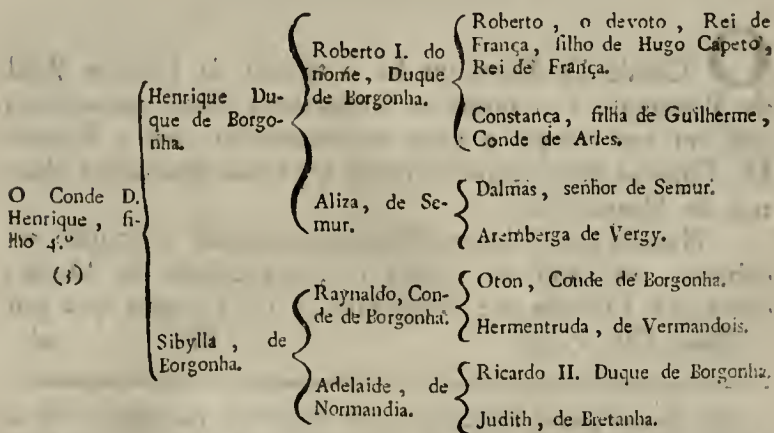 O Conde D.
Henrique , fi-
lho 4.º
(3)
Henrique Du-
que de Borgo-
nha.
Sibylla , de
Borgonha.
Roberto I. do
nome, Duque
de Borgonha.
Aliza, de Se-
mur.
Raynaldo, Con-
de de Borgonha.
Adelaide , de
Normandia.
Roberto , o devoto , Rei de
França, filho de Hugo Capeto,
Rei de França.
Constança, filha de Guilherme,
Conde de Arles.
Dalmás, senhor de Semur.
Aremberga de Vergy.
Oton, Conde de Borgonha.
Hermentruda , de Vermandois.
Ricardo II. Duque de Borgonha.
Judith, de Bretanha.